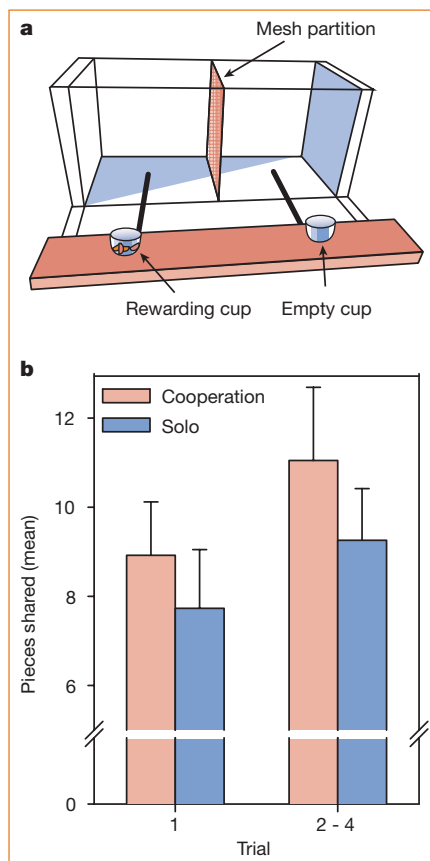 a
Mesh partition
Rewarding cup Empty cup
b
Cooperation
Solo
Pieces shared (mean)
12
10
8
6
0
1 2 - 4
Trial